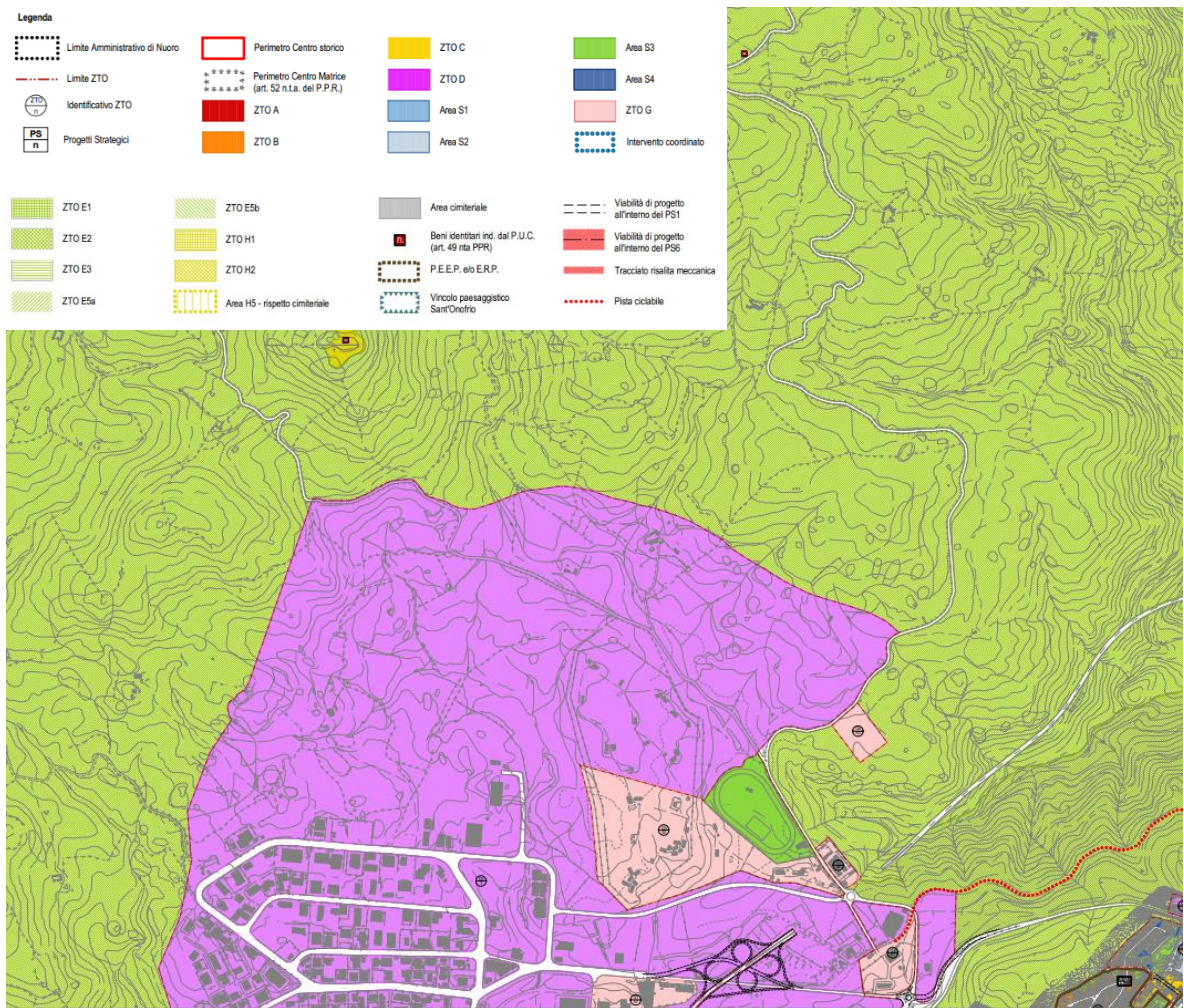 Legenda
Limite Amministrativo di Nuoro
Perimetro Centro storico
ZTO C
Area S3
Limite ZTO
Perimetro Centro Matrice
(art. 52 n.t.a. del P.P.R.)
ZTO D
Area S4
ZTO
n
Identificativo ZTO
ZTO A
Area S1
ZTO G
PS
n
Progetti Strategici
ZTO B
Area S2
Intervento coordinato
ZTO E1
ZTO E5b
Area cimiteriale
Viabilità di progetto
all'interno del PS1
ZTO E2
ZTO H1
n.
Beni identitari ind. dal P.U.C.
(art. 49 nta PPR)
Viabilità di progetto
all'interno del PS6
ZTO E3
ZTO H2
P.E.E.P. e/o E.R.P.
Tracciato risalita meccanica
ZTO E5a
Area H5 - rispetto cimiteriale
Vincolo paesaggistico
Sant'Onofrio
Pista ciclabile